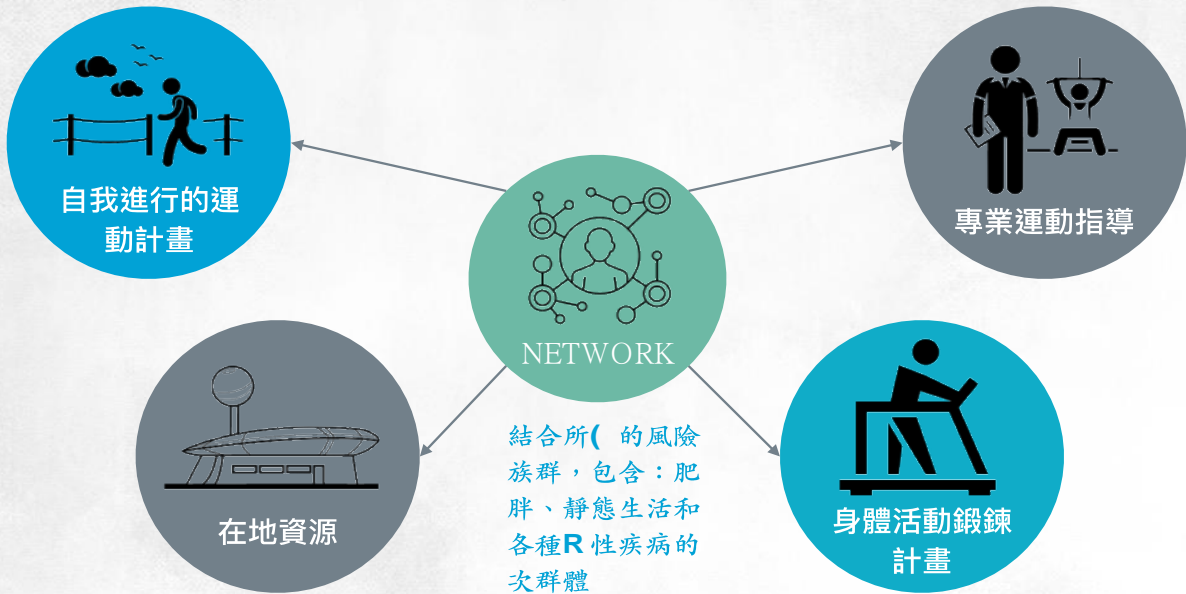 自我進行的運
動計畫
專業運動指導
NETWORK
結合所( 的風險
族群，包含：肥
胖、靜態生活和
各種R 性疾病的
次群體
在地資源
身體活動鍛鍊
計畫